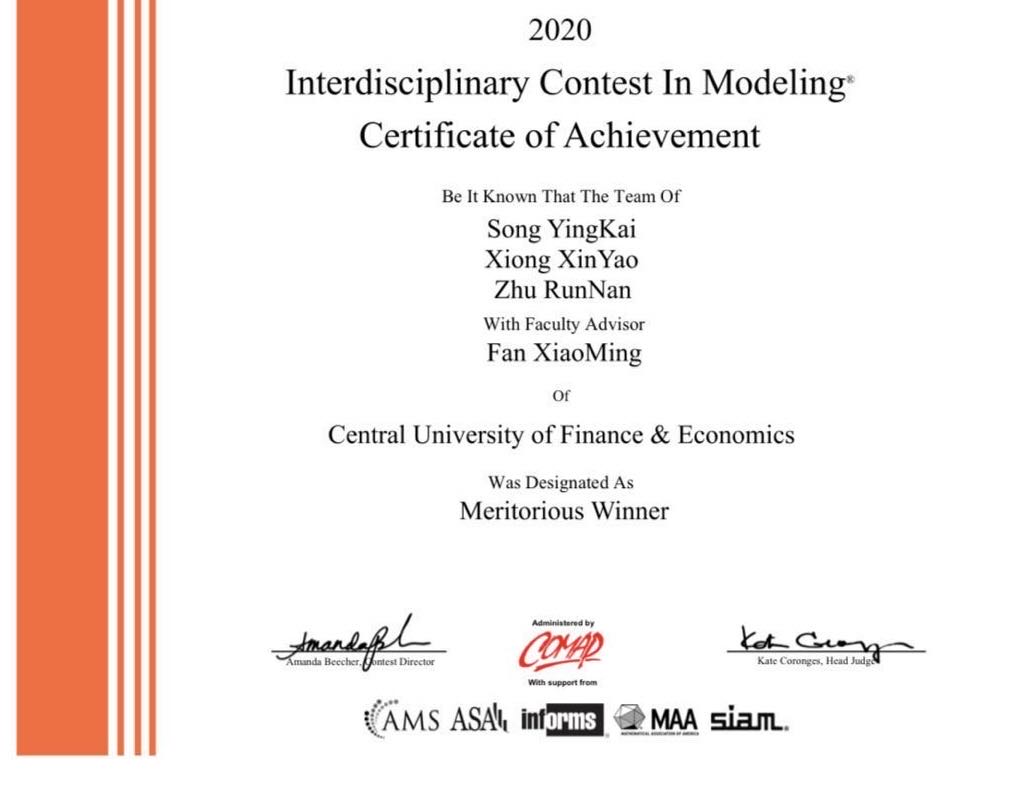 2020
Interdisciplinary Contest In Modeling®
Certificate of Achievement
Be It Known That The Team Of
Song YingKai
Xiong XinYao
Zhu RunNan
With Faculty Advisor
Fan XiaoMing
Of
Central University of Finance & Economics
Was Designated As
Meritorious Winner
Administered by
COMAP
With support from
Amanda Beecher, Contest Director
Kate Coronges, Head Judge
AMS ASA informs MAA siam®
MATHEMATICAL ASSOCIATION OF AMERICA